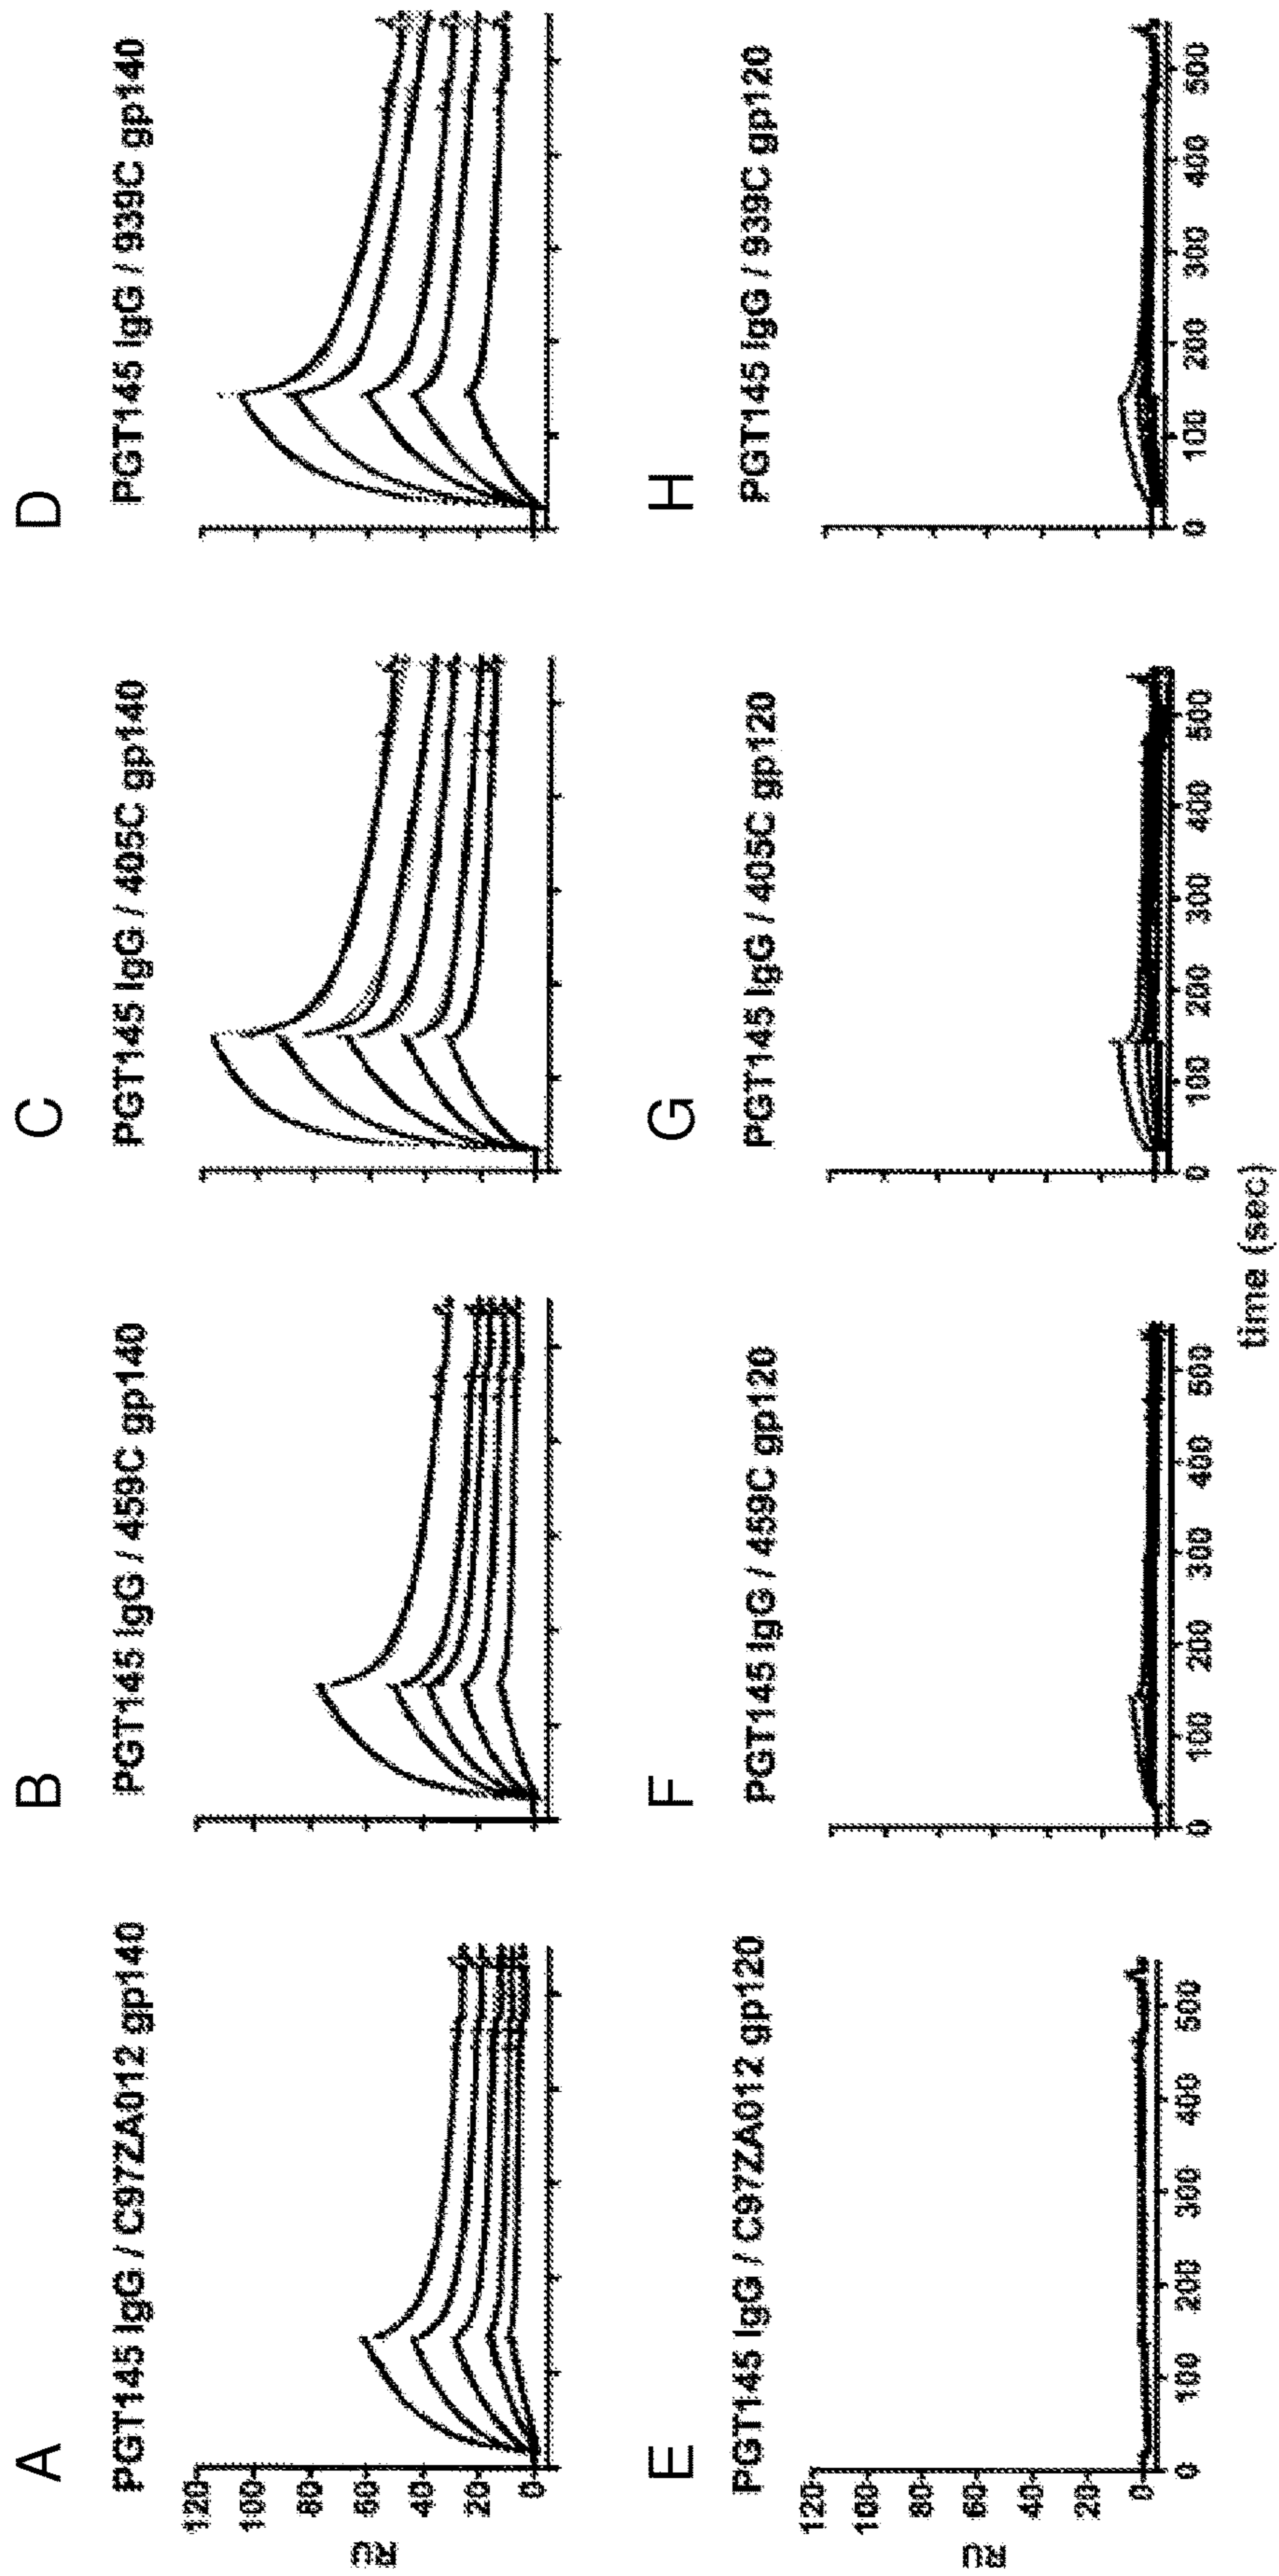 A
B
C
D
PGT145 IgG / C97ZA012 gp140
PGT145 IgG / 459C gp140
PGT145 IgG / 405C gp140
PGT145 IgG / 939C gp140
RU
120
100
80
60
40
20
0
E
F
G
H
PGT145 IgG / C97ZA012 gp120
PGT145 IgG / 459C gp120
PGT145 IgG / 405C gp120
PGT145 IgG / 939C gp120
RU
120
100
80
60
40
20
0
0 100 200 300 400 500
0 100 200 300 400 500
0 100 200 300 400 500
0 100 200 300 400 500
time (sec)